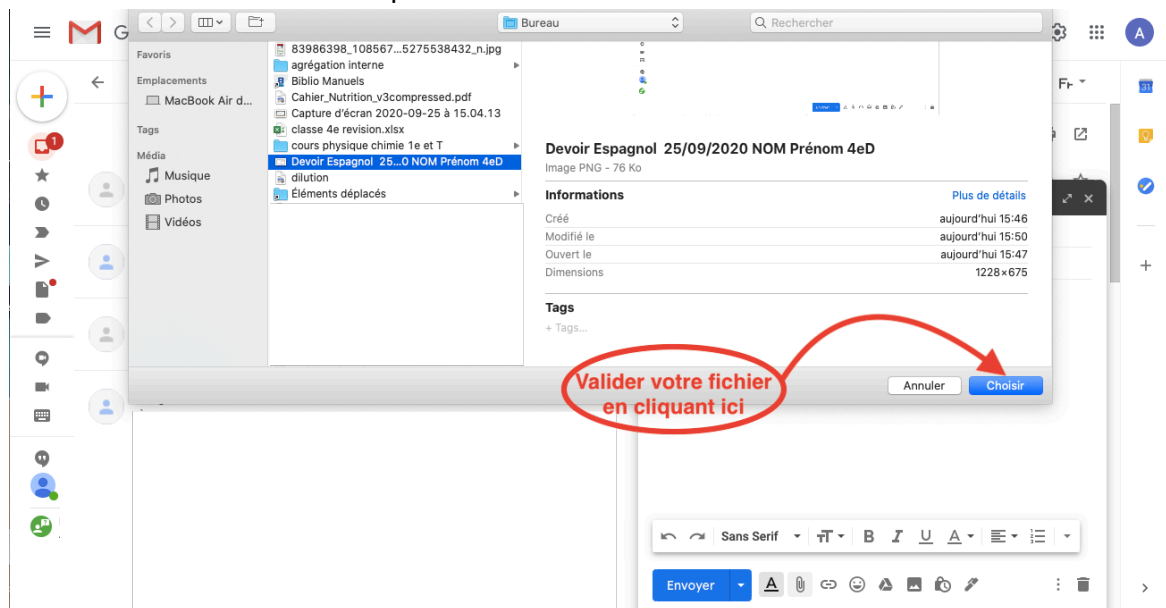 G
Bureau
Rechercher
A
Favoris
Emplacements
MacBook Air d...
Tags
Média
Musique
Photos
Vidéos
83986398_108567...5275538432_n.jpg
agrégation interne
Biblio Manuels
Cahier_Nutrition_v3compressed.pdf
Capture d'écran 2020-09-25 à 15.04.13
classe 4e revision.xlsx
cours physique chimie 1e et T
Devoir Espagnol 25...0 NOM Prénom 4eD
dilution
Éléments déplacés
Devoir Espagnol 25/09/2020 NOM Prénom 4eD
Image PNG - 76 Ko
Informations
Plus de détails
Créé
aujourd'hui 15:46
Modifié le
aujourd'hui 15:50
Ouvert le
aujourd'hui 15:47
Dimensions
1228×675
Tags
+ Tags...
Valider votre fichier
en cliquant ici
Annuler
Choisir
1
31
Sans Serif
B I U A
Envoyer
A